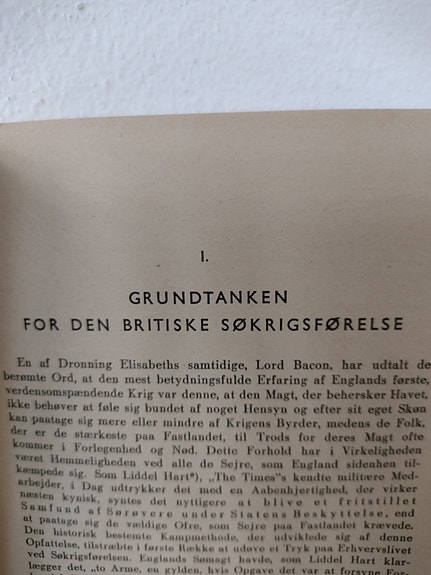 I.
GRUNDTANKEN
FOR DEN BRITISKE SØKRIGSFØRELSE
En af Dronning Elisabeths samtidige, Lord Bacon, har udtalt de
berømte Ord, at den mest betydningsfulde Erfaring af Englands første,
verdensomspændende Krig var denne, at den Magt, der behersker Havet,
ikke behøver at føle sig bundet af noget Hensyn og efter sit eget Skøn
kan paatage sig mere eller mindre af Krigens Byrder, medens de Folk,
der er de stærkeste paa Fastlandet, til Trods for deres Magt ofte
kommer i Forlegenhed og Nød. Dette Forhold har i Virkeligheden
været Hemmeligheden ved alle de Sejre, som England sidenhen til-
kæmpede sig. Som Liddel Hart*), „The Times"s kendte militære Med-
arbejder, i Dag udtrykker det med en Aabenhjertighed, der virker
næsten kynisk, syntes det nyttigere at blive et fritstillet
Samfund af Sørøvere under Statens Beskyttelse, end
at paatage sig de vældige Ofre, som Sejre paa Fastlandet krævede.
Den historisk bestemte Kampmethode, der udviklede sig af denne
Opfattelse, tilstræbte i første Række at udøve et Tryk paa Erhvervslivet
ved Søkrigsførelsen. Englands Sømagt havde, som Liddel Hart klar-
lægger det, „to Arme, en gylden, hvis Opgave det var at forsyne For-